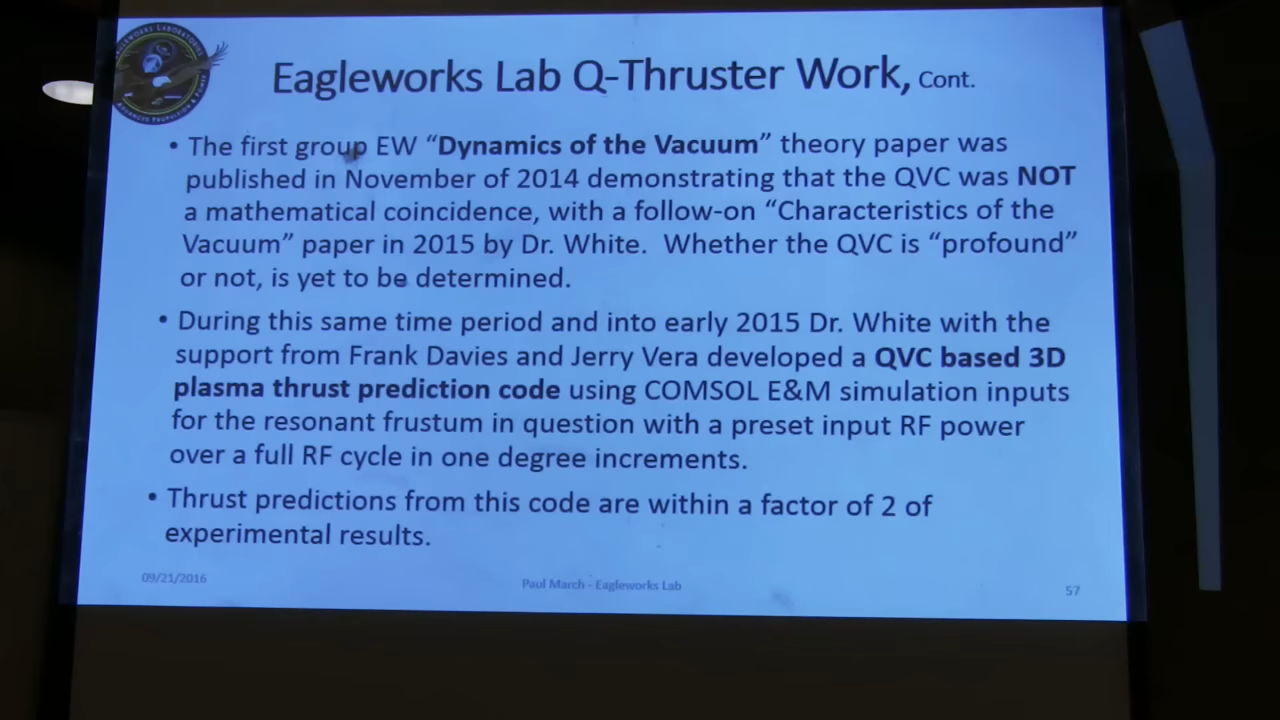 EAGLEWORKS LABORATORIES
ADVANCED PROPULSION & POWER
Eagleworks Lab Q-Thruster Work, Cont.
• The first group EW “Dynamics of the Vacuum” theory paper was
published in November of 2014 demonstrating that the QVC was NOT
a mathematical coincidence, with a follow-on “Characteristics of the
Vacuum” paper in 2015 by Dr. White. Whether the QVC is “profound”
or not, is yet to be determined.
• During this same time period and into early 2015 Dr. White with the
support from Frank Davies and Jerry Vera developed a QVC based 3D
plasma thrust prediction code using COMSOL E&M simulation inputs
for the resonant frustum in question with a preset input RF power
over a full RF cycle in one degree increments.
• Thrust predictions from this code are within a factor of 2 of
experimental results.
09/21/2016
Paul March - Eagleworks Lab
57